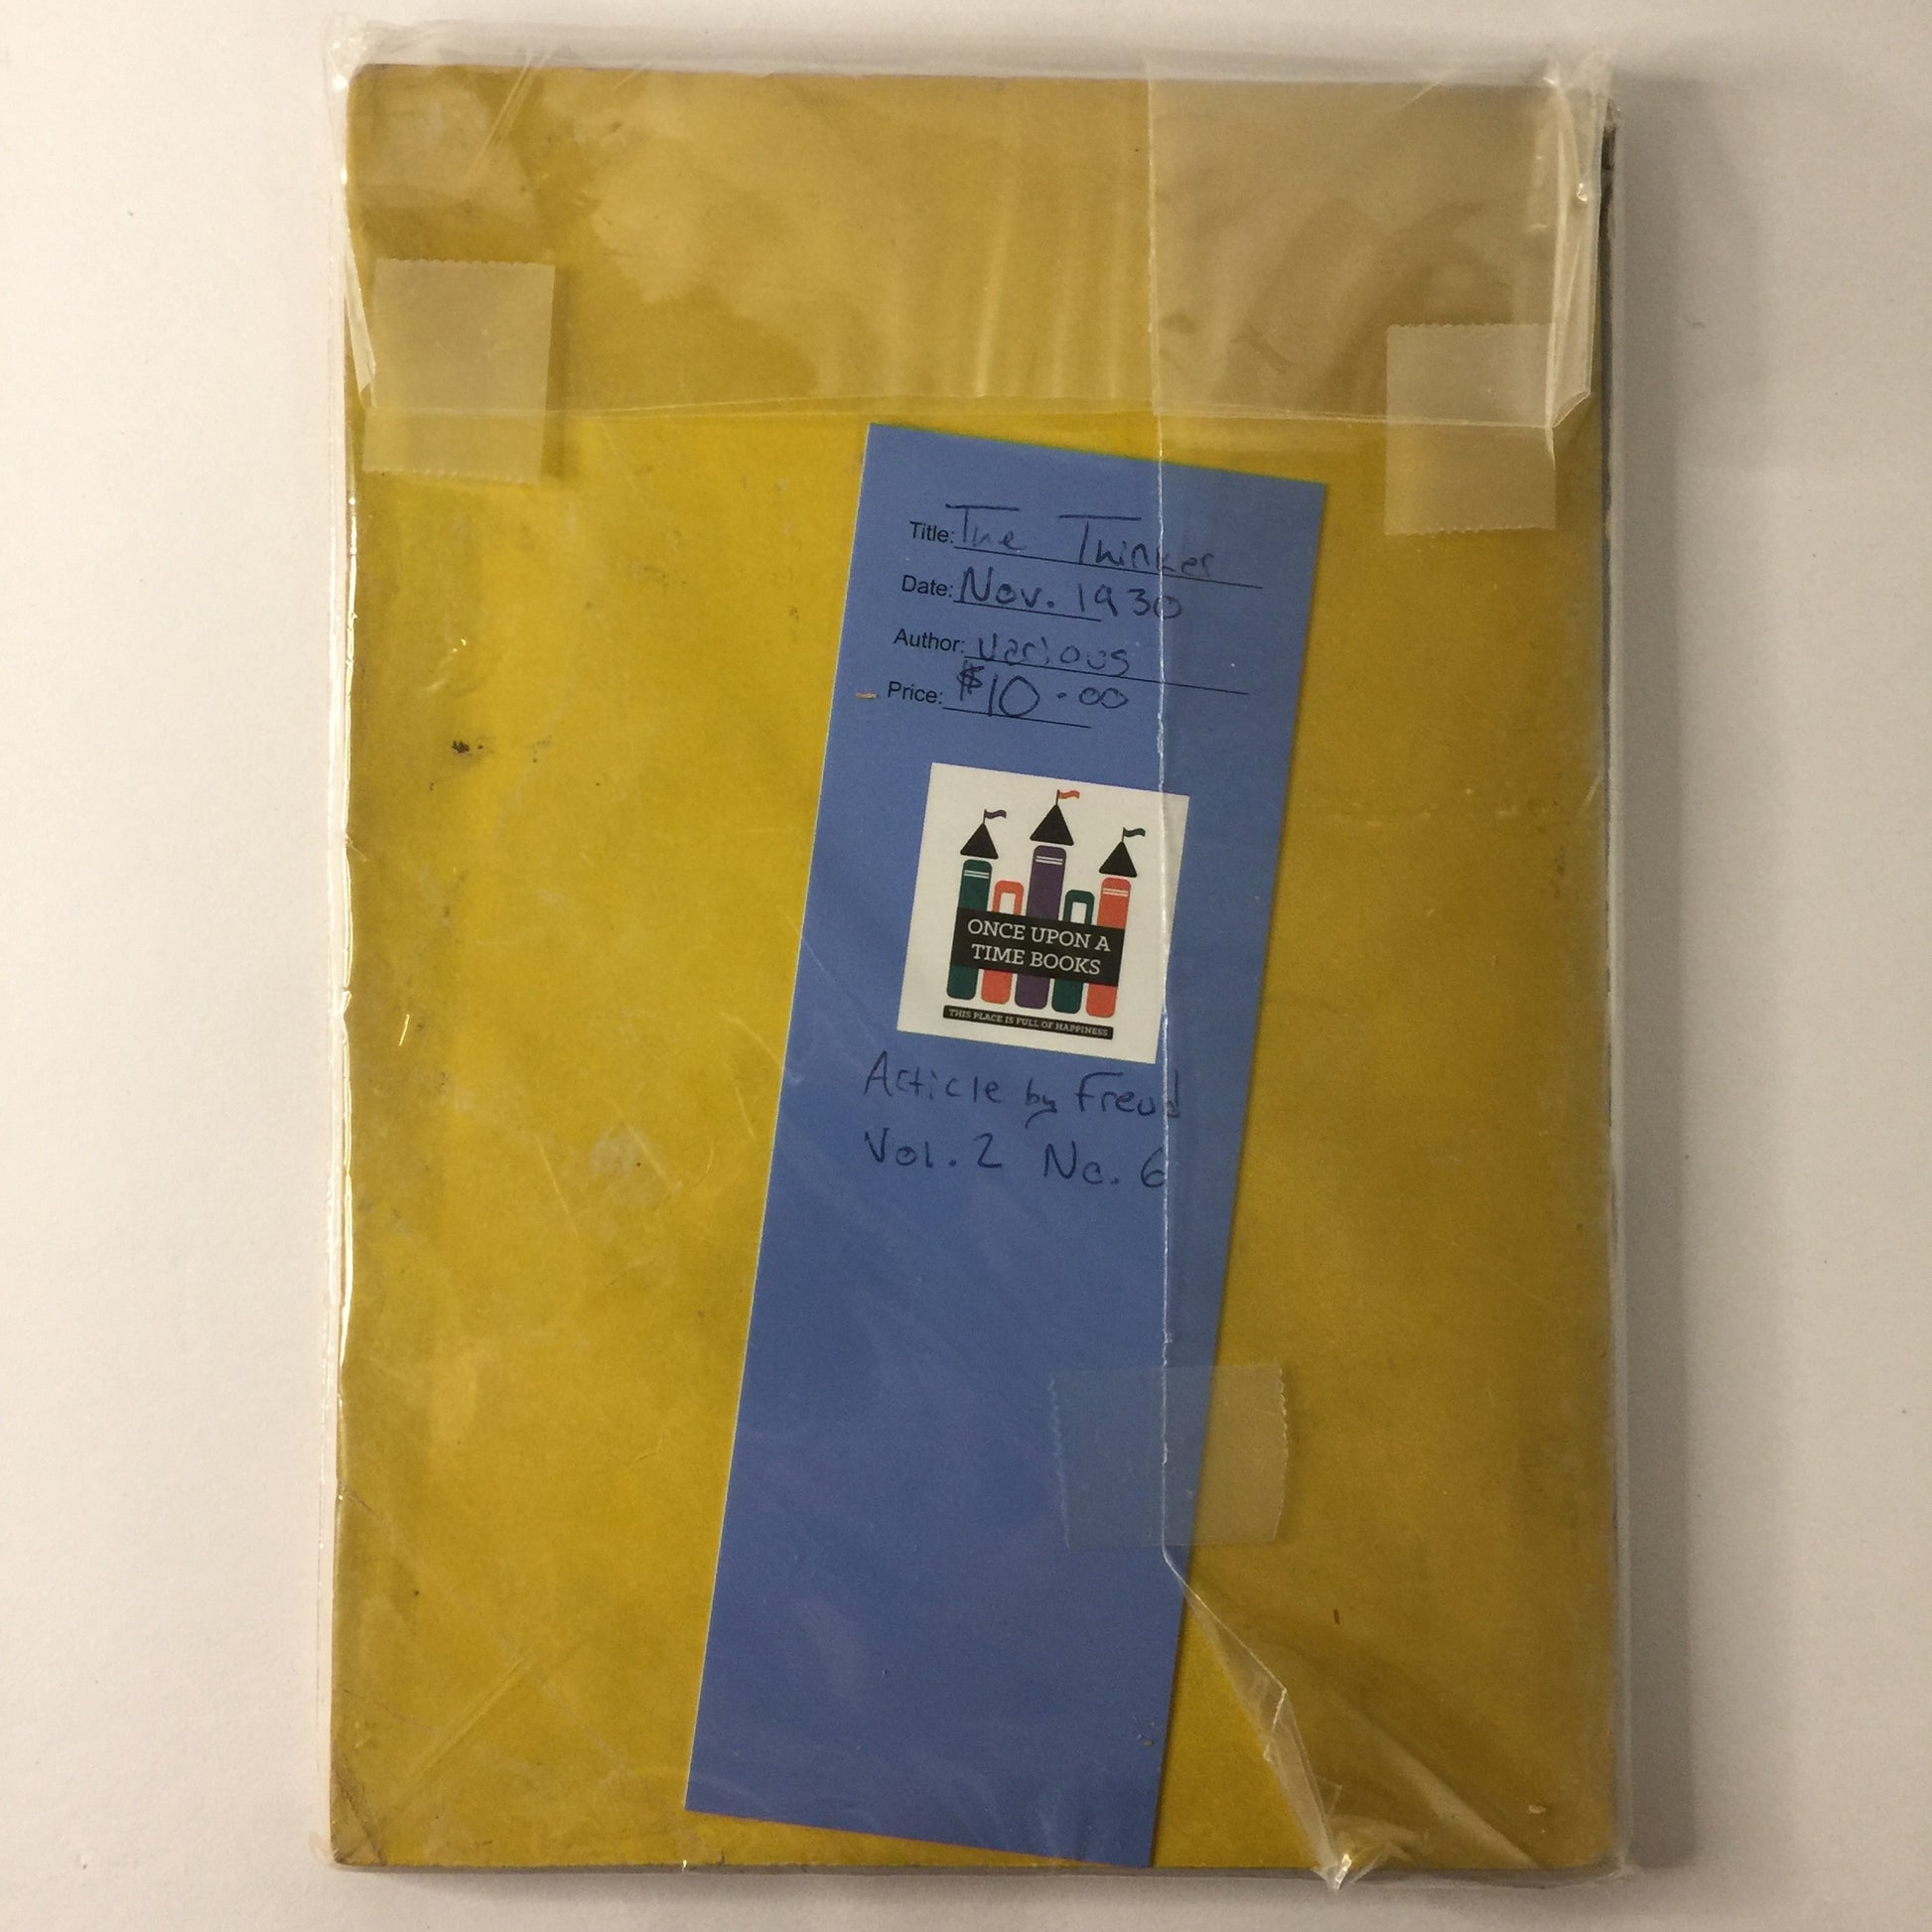 Title: The Thinker
Date: Nov. 1930
Author: Various
Price: $10.00
ONCE UPON A
TIME BOOKS
THIS PLACE IS FULL OF HAPPINESS
Article by Freud
Vol. 2 No. 6